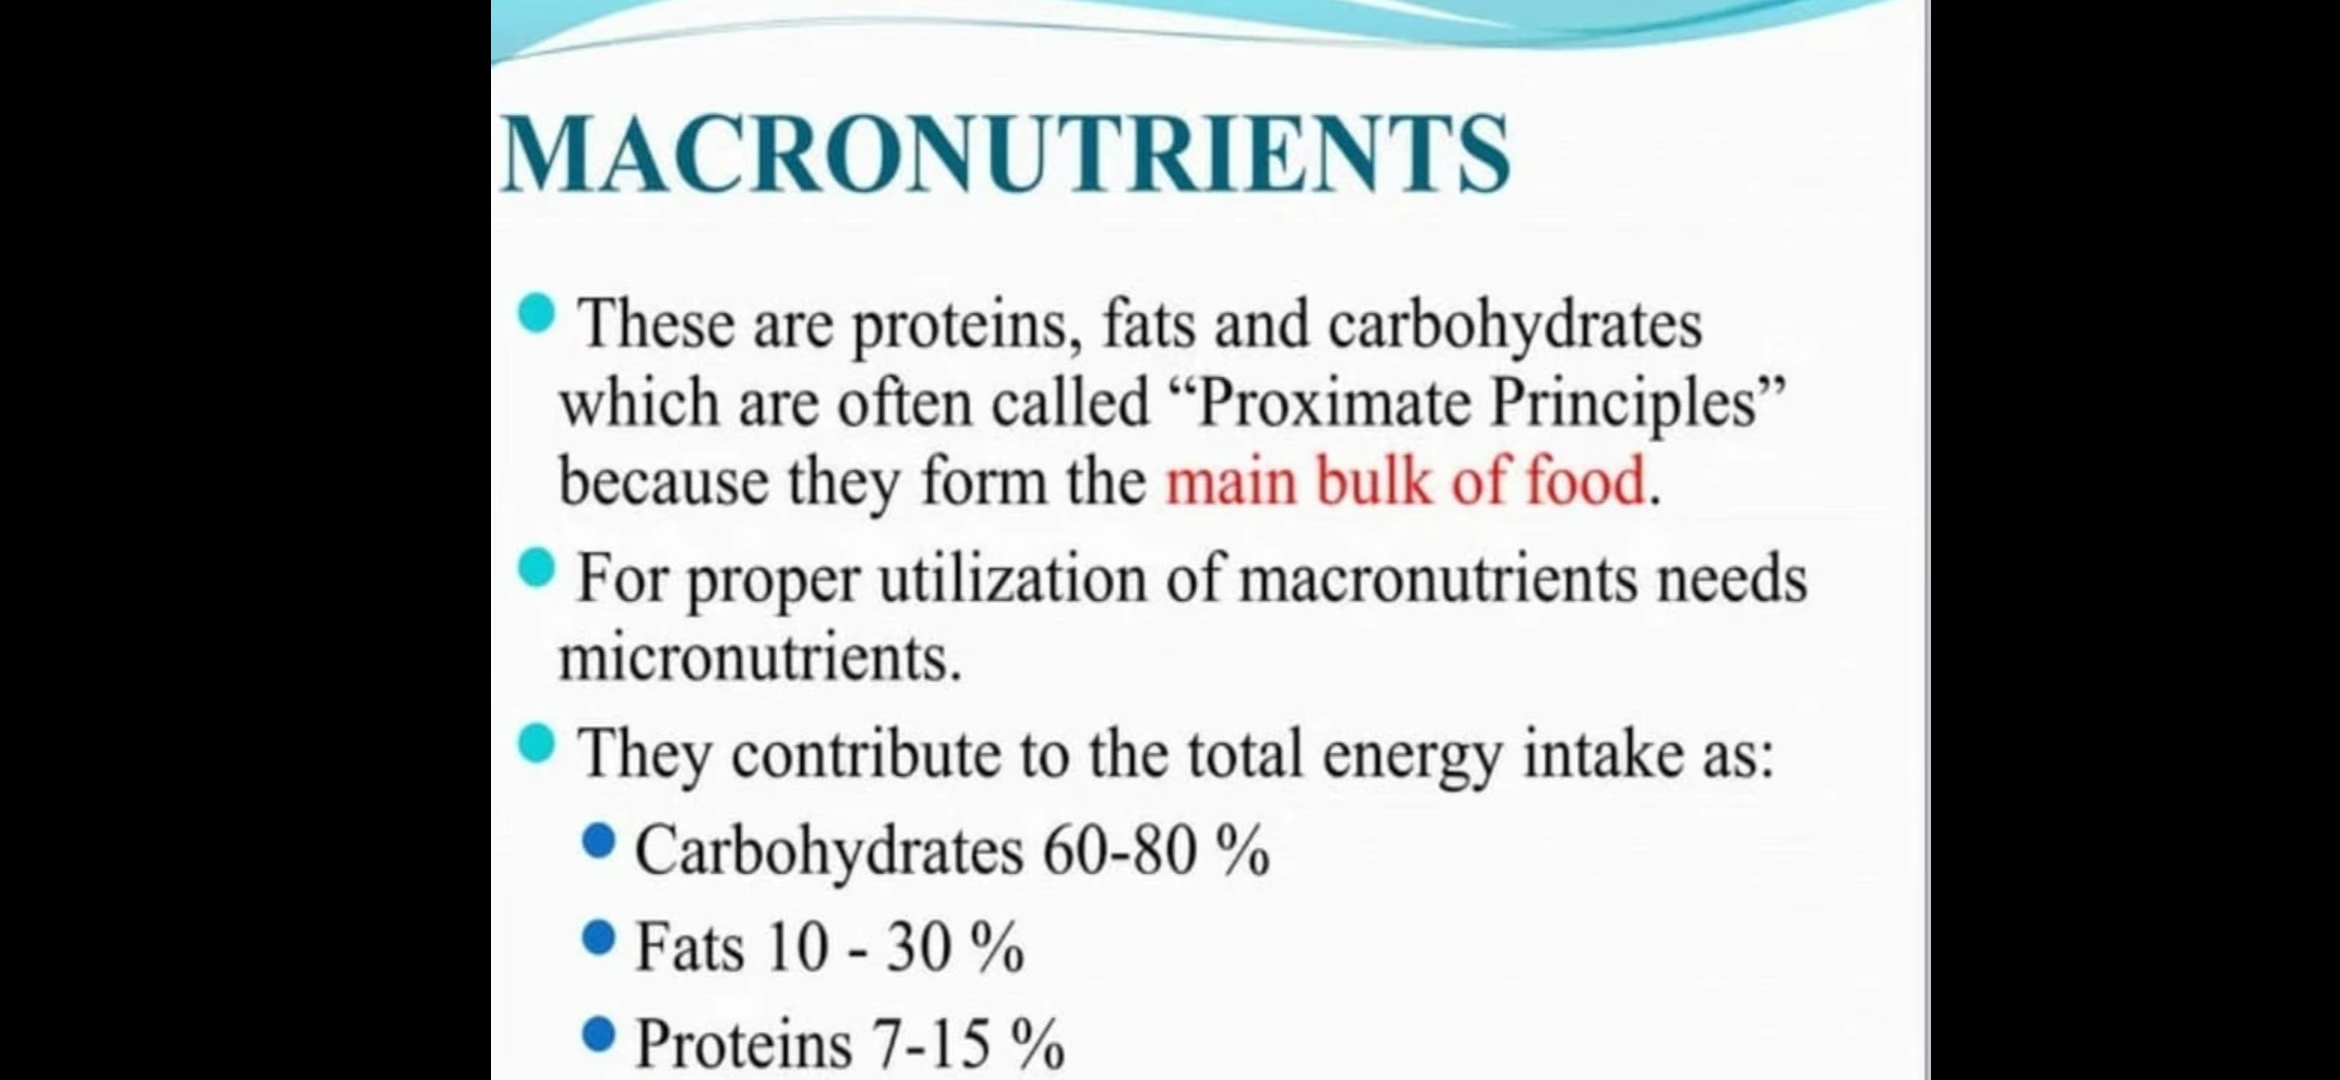 MACRONUTRIENTS
These are proteins, fats and carbohydrates
which are often called “Proximate Principles”
because they form the main bulk of food.
For proper utilization of macronutrients needs
micronutrients.
They contribute to the total energy intake as:
Carbohydrates 60-80 %
Fats 10 - 30 %
Proteins 7-15 %